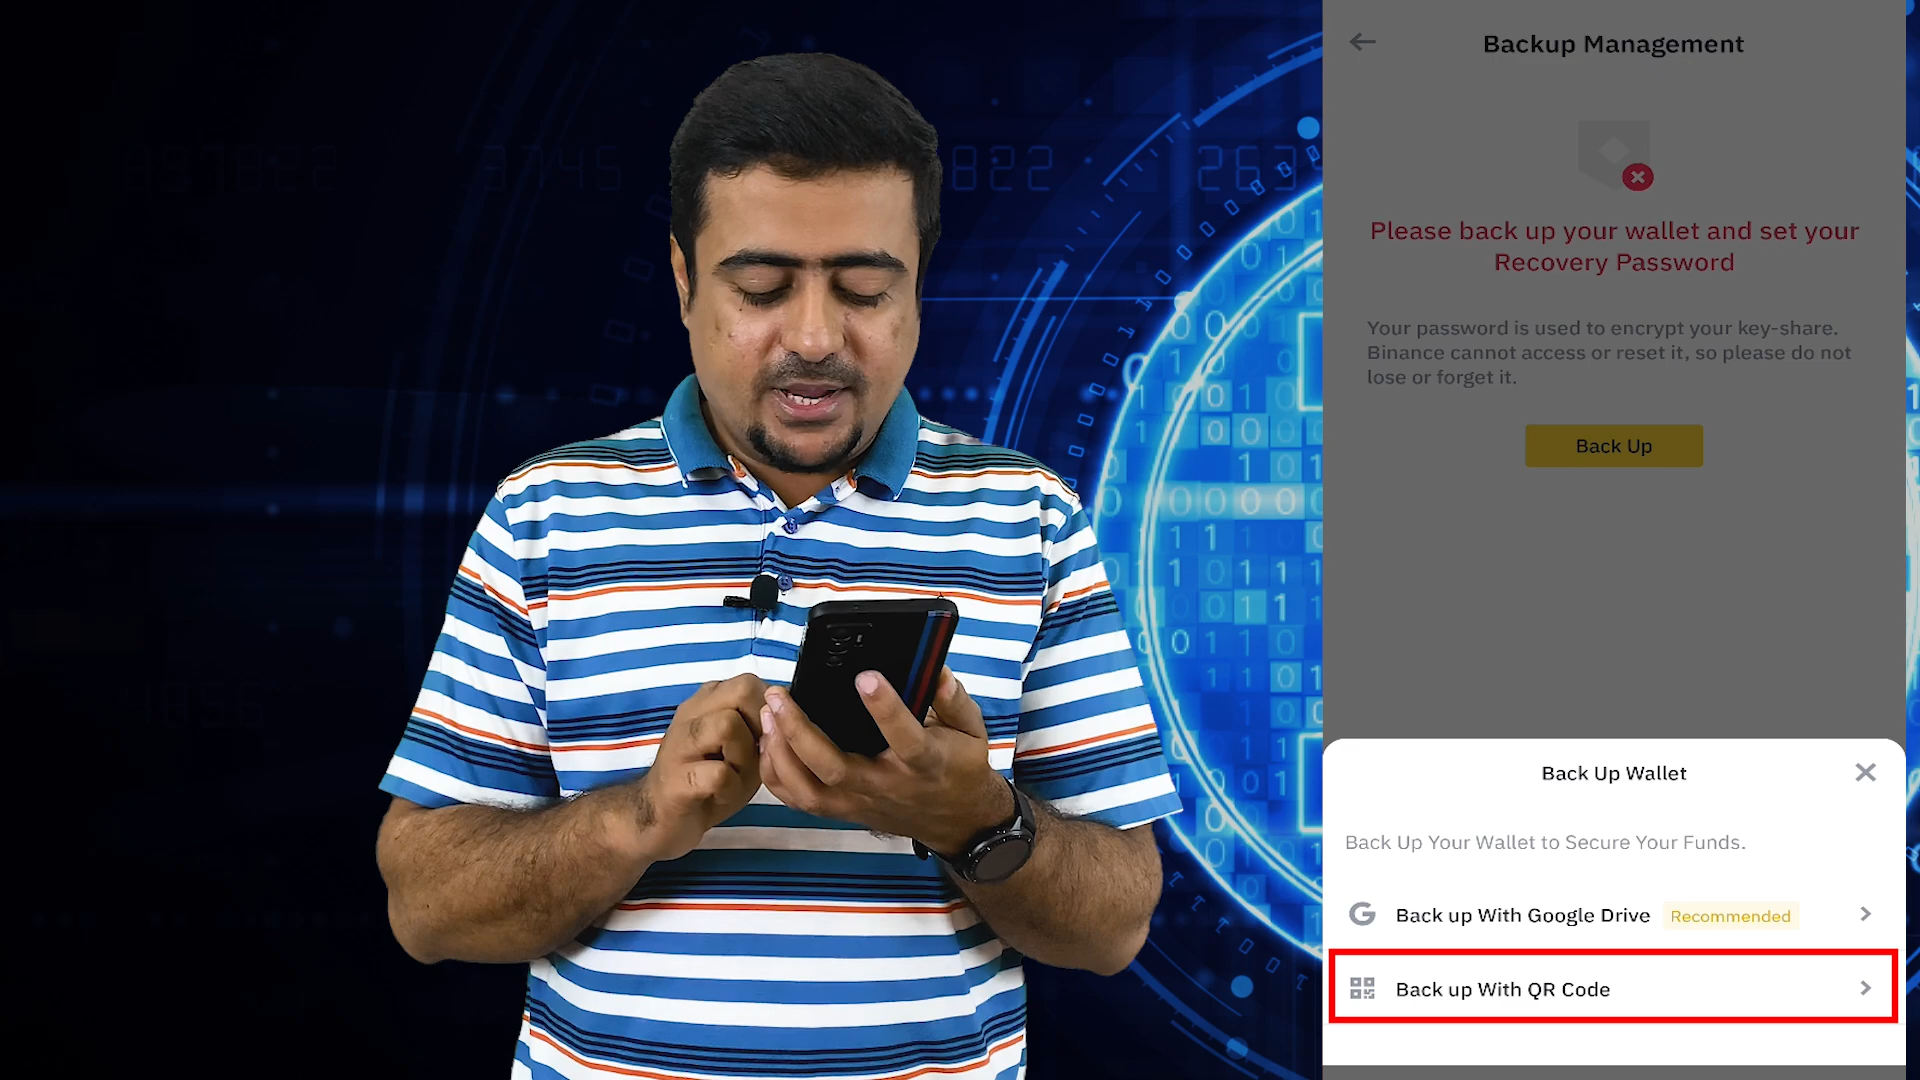 Backup Management
Please back up your wallet and set your
Recovery Password
Your password is used to encrypt your key-share.
Binance cannot access or reset it, so please do not
lose or forget it.
Back Up
Back Up Wallet
Back Up Your Wallet to Secure Your Funds.
Back up With Google Drive Recommended
Back up With QR Code